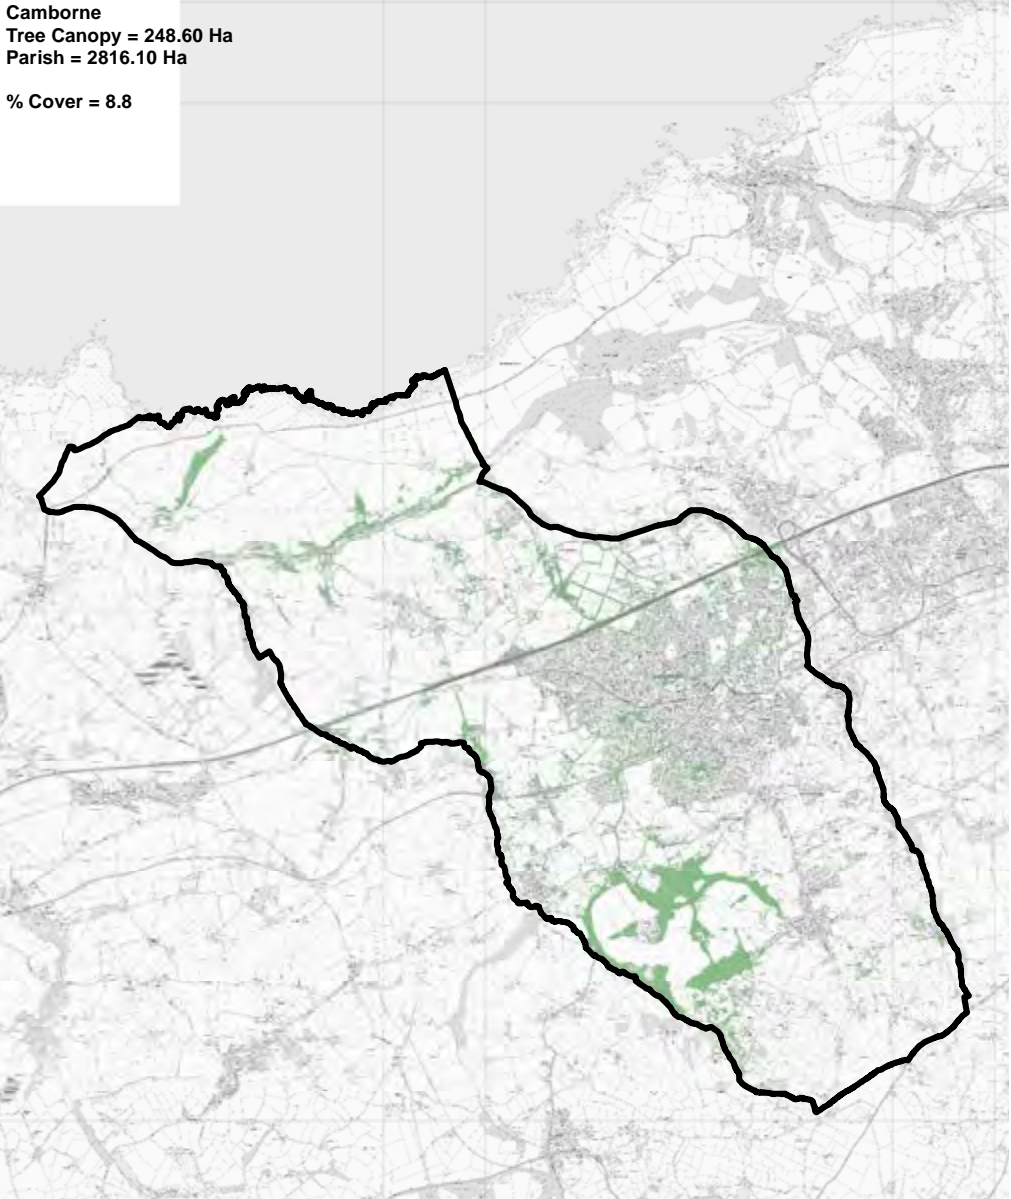 Camborne
Tree Canopy = 248.60 Ha
Parish = 2816.10 Ha
% Cover = 8.8